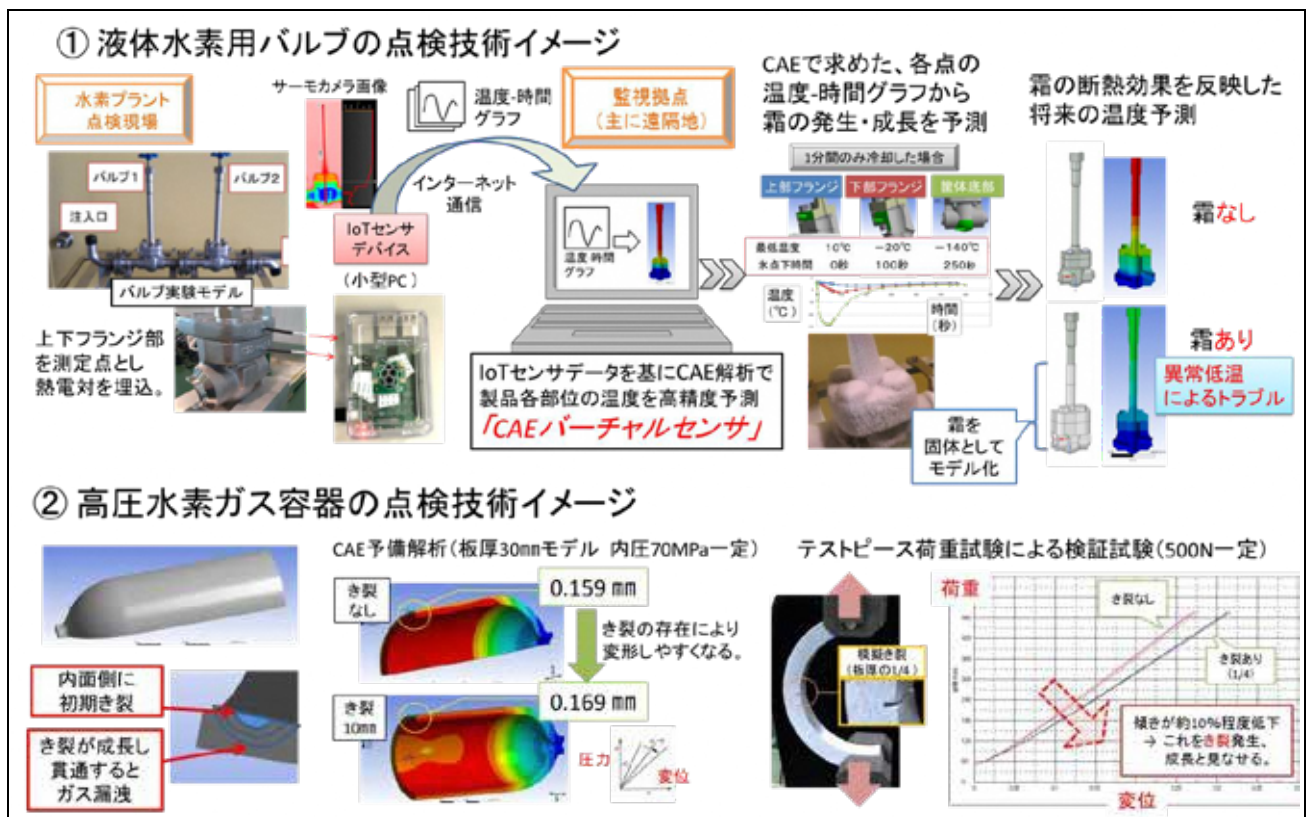 ① 液体水素用バルブの点検技術イメージ
水素プラント
点検現場
サーモカメラ画像
温度-時間
グラフ
監視拠点
(主に遠隔地)
CAEで求めた、各点の
温度-時間グラフから
霜の発生・成長を予測
霜の断熱効果を反映した
将来の温度予測
バルブ1
バルブ2
注入口
バルブ実験モデル
インターネット
通信
IoTセンサ
デバイス
(小型PC)
上下フランジ部
を測定点とし
熱電対を埋込。
温度-時間
グラフ
IoTセンサデータを基にCAE解析で
製品各部位の温度を高精度予測
「CAEバーチャルセンサ」
1分間のみ冷却した場合
上部フランジ 下部フランジ 筐体底部
最低温度 10℃ -20℃ -140℃
氷点下時間 0秒 100秒 250秒
温度
(℃)
時間
(秒)
霜なし
霜あり
異常低温
によるトラブル
霜を
固体として
モデル化
② 高圧水素ガス容器の点検技術イメージ
内面側に
初期き裂
き裂が成長し
貫通すると
ガス漏洩
CAE予備解析(板厚30㎜モデル 内圧70MPa一定)
き裂
なし
0.159 ㎜
き裂の存在により
変形しやすくなる。
き裂
10mm
0.169 ㎜
圧力
変位
テストピース荷重試験による検証試験(500N一定)
模擬き裂
(板厚の1/4)
荷重
き裂なし
き裂あり
(1/4)
傾きが約10%程度低下
→ これをき裂発生、
成長と見なせる。
変位